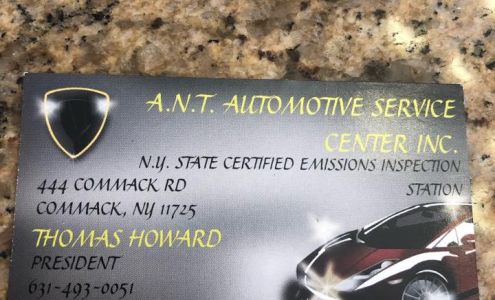 A.N.T. AUTOMOTIVE SERVICE
CENTER INC.
N.Y. STATE CERTIFIED EMISSIONS INSPECTION
STATION
444 COMMACK RD
COMMACK, NY 11725
THOMAS HOWARD
PRESIDENT
631-493-0051